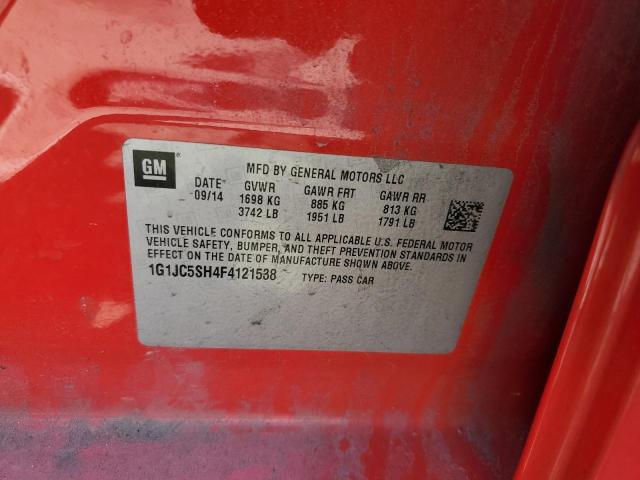 GM
MFD BY GENERAL MOTORS LLC
DATE GVWR GAWR FRT GAWR RR
09/14 1698 KG 885 KG 813 KG
3742 LB 1951 LB 1791 LB
THIS VEHICLE CONFORMS TO ALL APPLICABLE U.S. FEDERAL MOTOR
VEHICLE SAFETY, BUMPER, AND THEFT PREVENTION STANDARDS IN
EFFECT ON THE DATE OF MANUFACTURE SHOWN ABOVE.
1G1JC5SH4F4121538 TYPE: PASS CAR